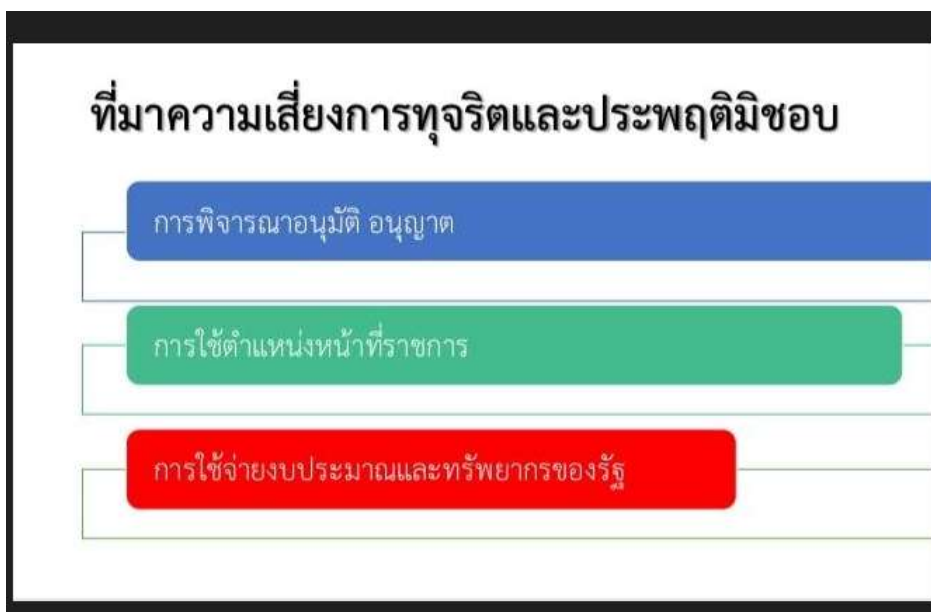 ที่มาความเสี่ยงการทุจริตและประพฤติมิชอบ
การพิจารณาอนุมัติ อนุญาต
การใช้ตำแหน่งหน้าที่ราชการ
การใช้จ่ายงบประมาณและทรัพยากรของรัฐ